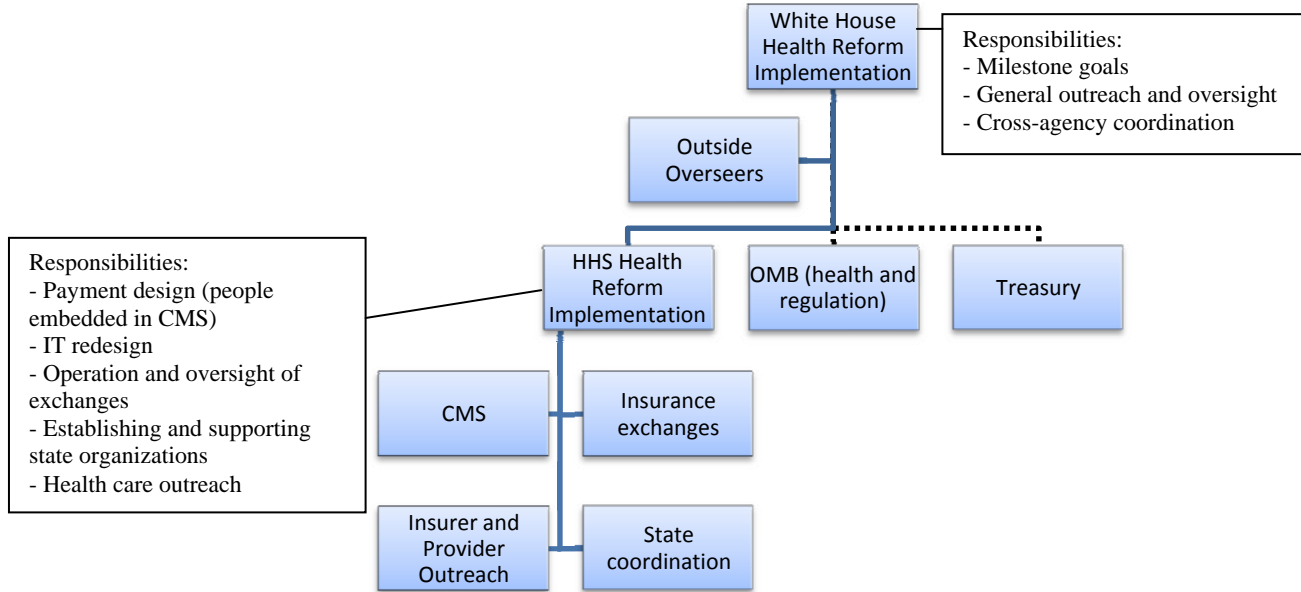 White House
Health Reform
Implementation
Responsibilities:
- Milestone goals
- General outreach and oversight
- Cross-agency coordination
Outside
Overseers
Responsibilities:
- Payment design (people
embedded in CMS)
- IT redesign
- Operation and oversight of
exchanges
- Establishing and supporting
state organizations
- Health care outreach
HHS Health
Reform
Implementation
OMB (health and
regulation)
Treasury
CMS
Insurance
exchanges
Insurer and
Provider
Outreach
State
coordination